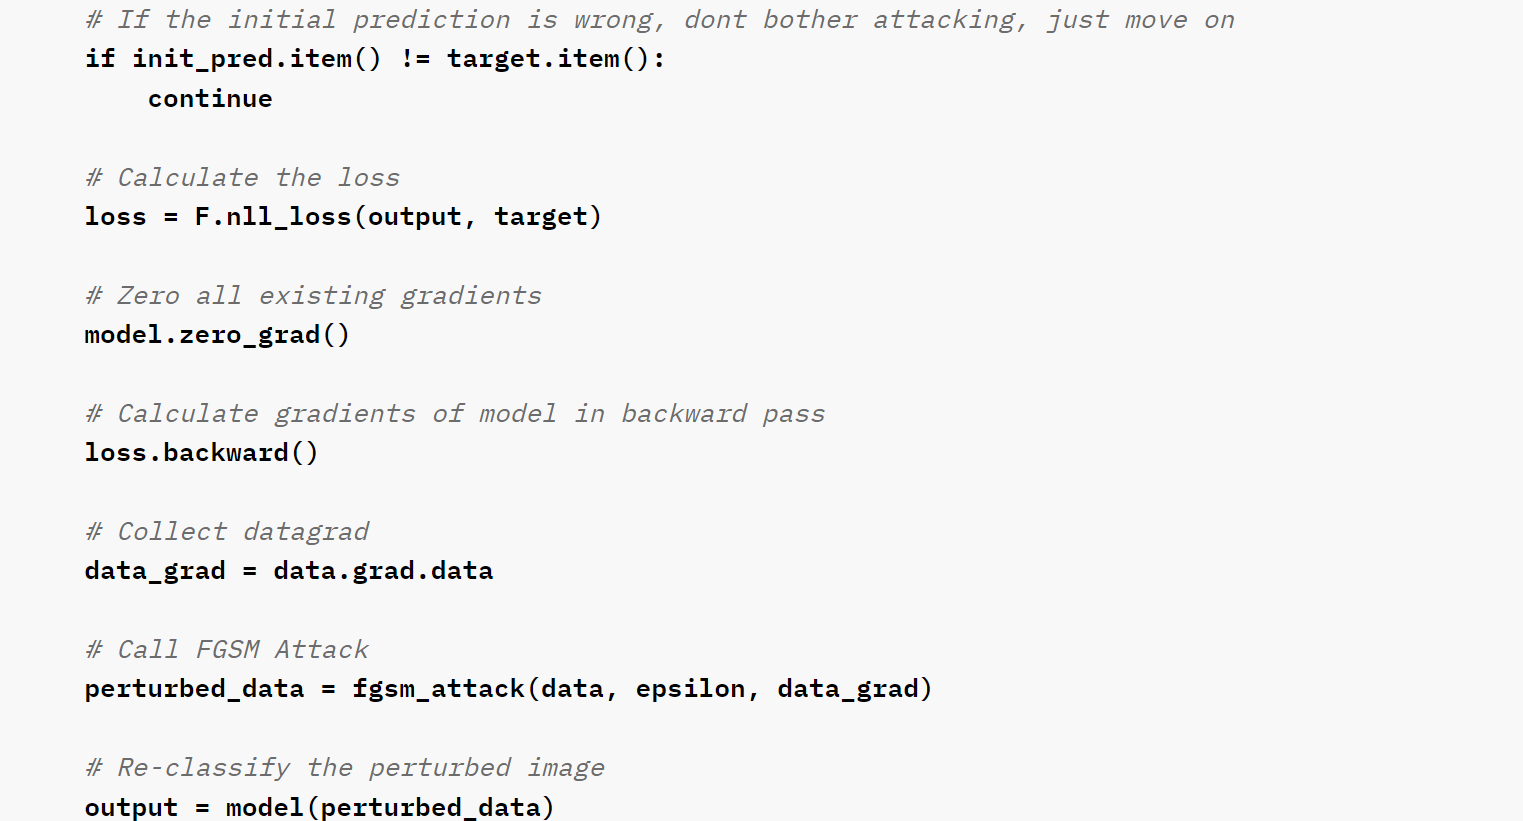 # If the initial prediction is wrong, dont bother attacking, just move on
if init_pred.item() != target.item():
    continue
# Calculate the loss
loss = F.nll_loss(output, target)
# Zero all existing gradients
model.zero_grad()
# Calculate gradients of model in backward pass
loss.backward()
# Collect datagrad
data_grad = data.grad.data
# Call FGSM Attack
perturbed_data = fgsm_attack(data, epsilon, data_grad)
# Re-classify the perturbed image
output = model(perturbed_data)